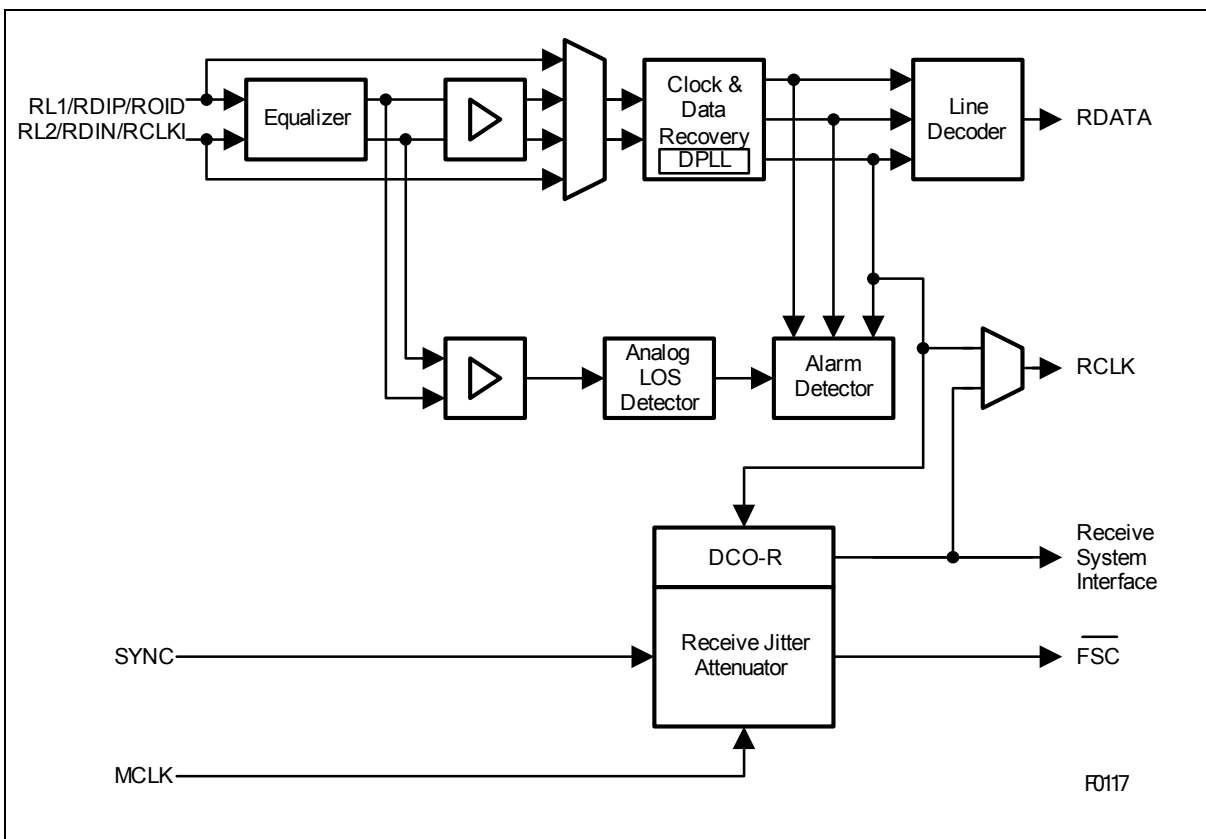 RL1/RDIP/ROID
RL2/RDIN/RCLKI
Equalizer
Clock &
Data
Recovery
DPLL
Line
Decoder
RDATA
Analog
LOS
Detector
Alarm
Detector
RCLK
DCO-R
Receive
System
Interface
SYNC
Receive Jitter
Attenuator
FSC
MCLK
F0117